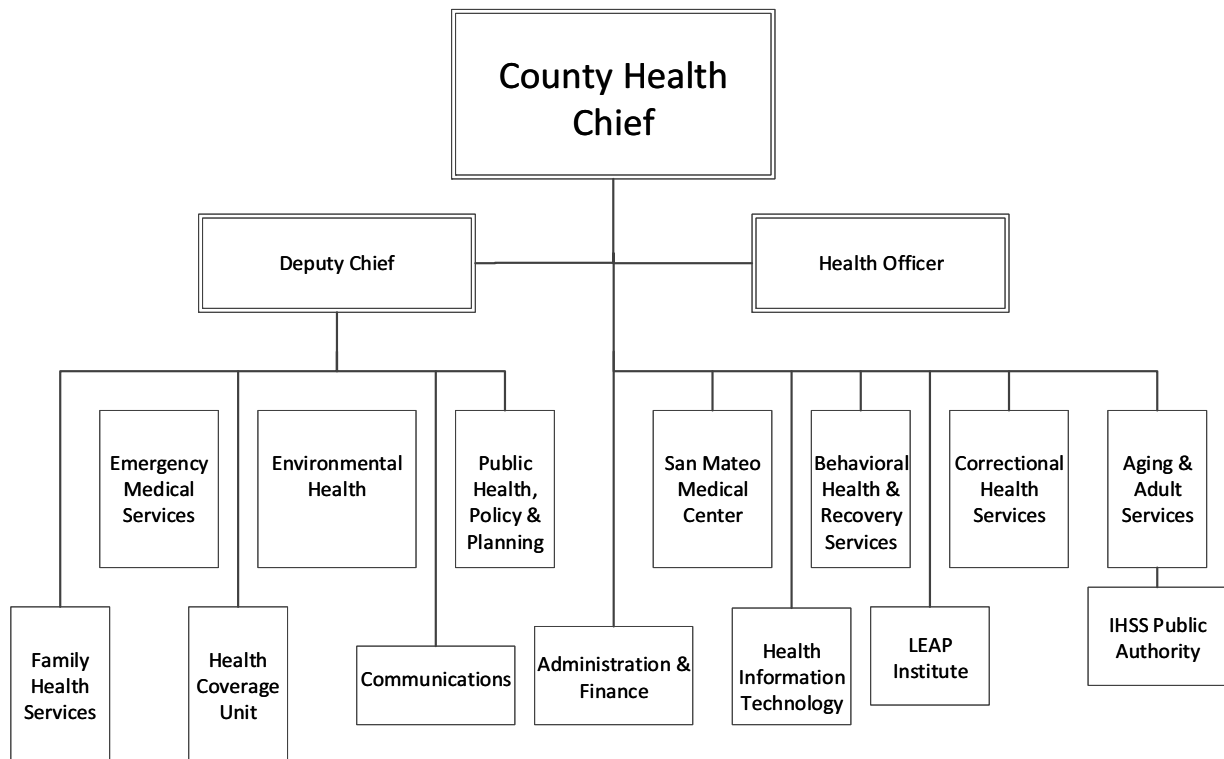 County Health
Chief
Deputy Chief
Health Officer
Emergency
Medical
Services
Environmental
Health
Public
Health,
Policy &
Planning
San Mateo
Medical
Center
Behavioral
Health &
Recovery
Services
Correctional
Health
Services
Aging &
Adult
Services
Family
Health
Services
Health
Coverage
Unit
Communications
Administration &
Finance
Health
Information
Technology
LEAP
Institute
IHSS Public
Authority